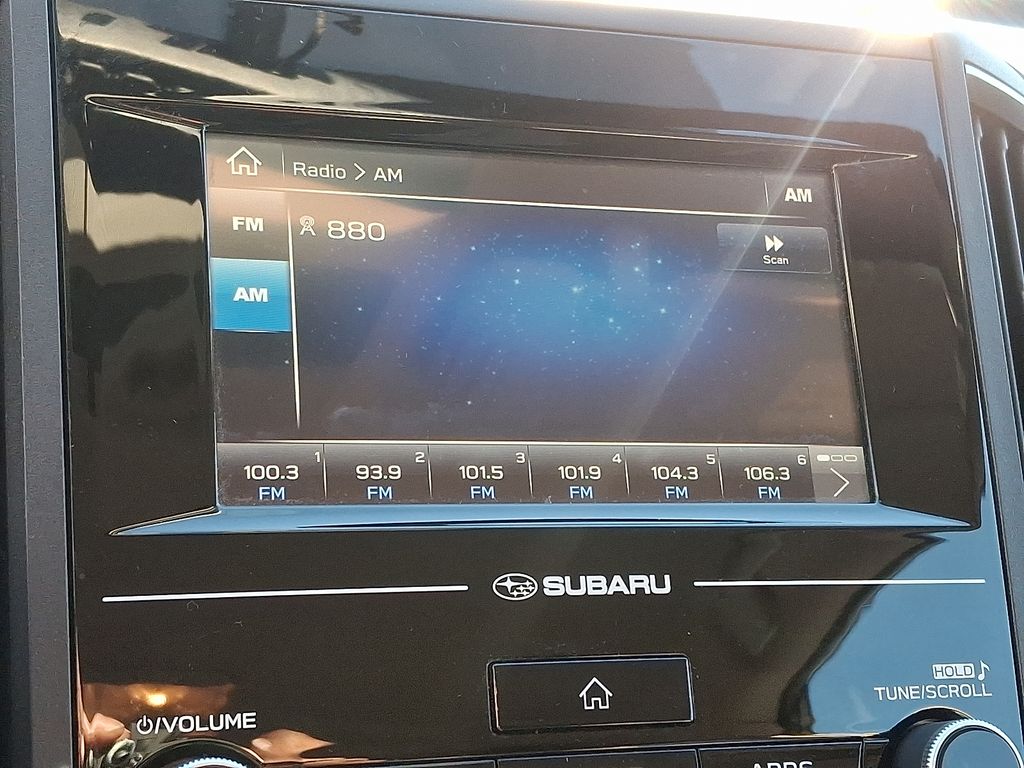 Radio > AM
AM
FM
880
Scan
AM
1 2 3 4 5 6
100.3 93.9 101.5 101.9 104.3 106.3
FM FM FM FM FM FM
SUBARU
HOLD
TUNE/SCROLL
/VOLUME
APPS